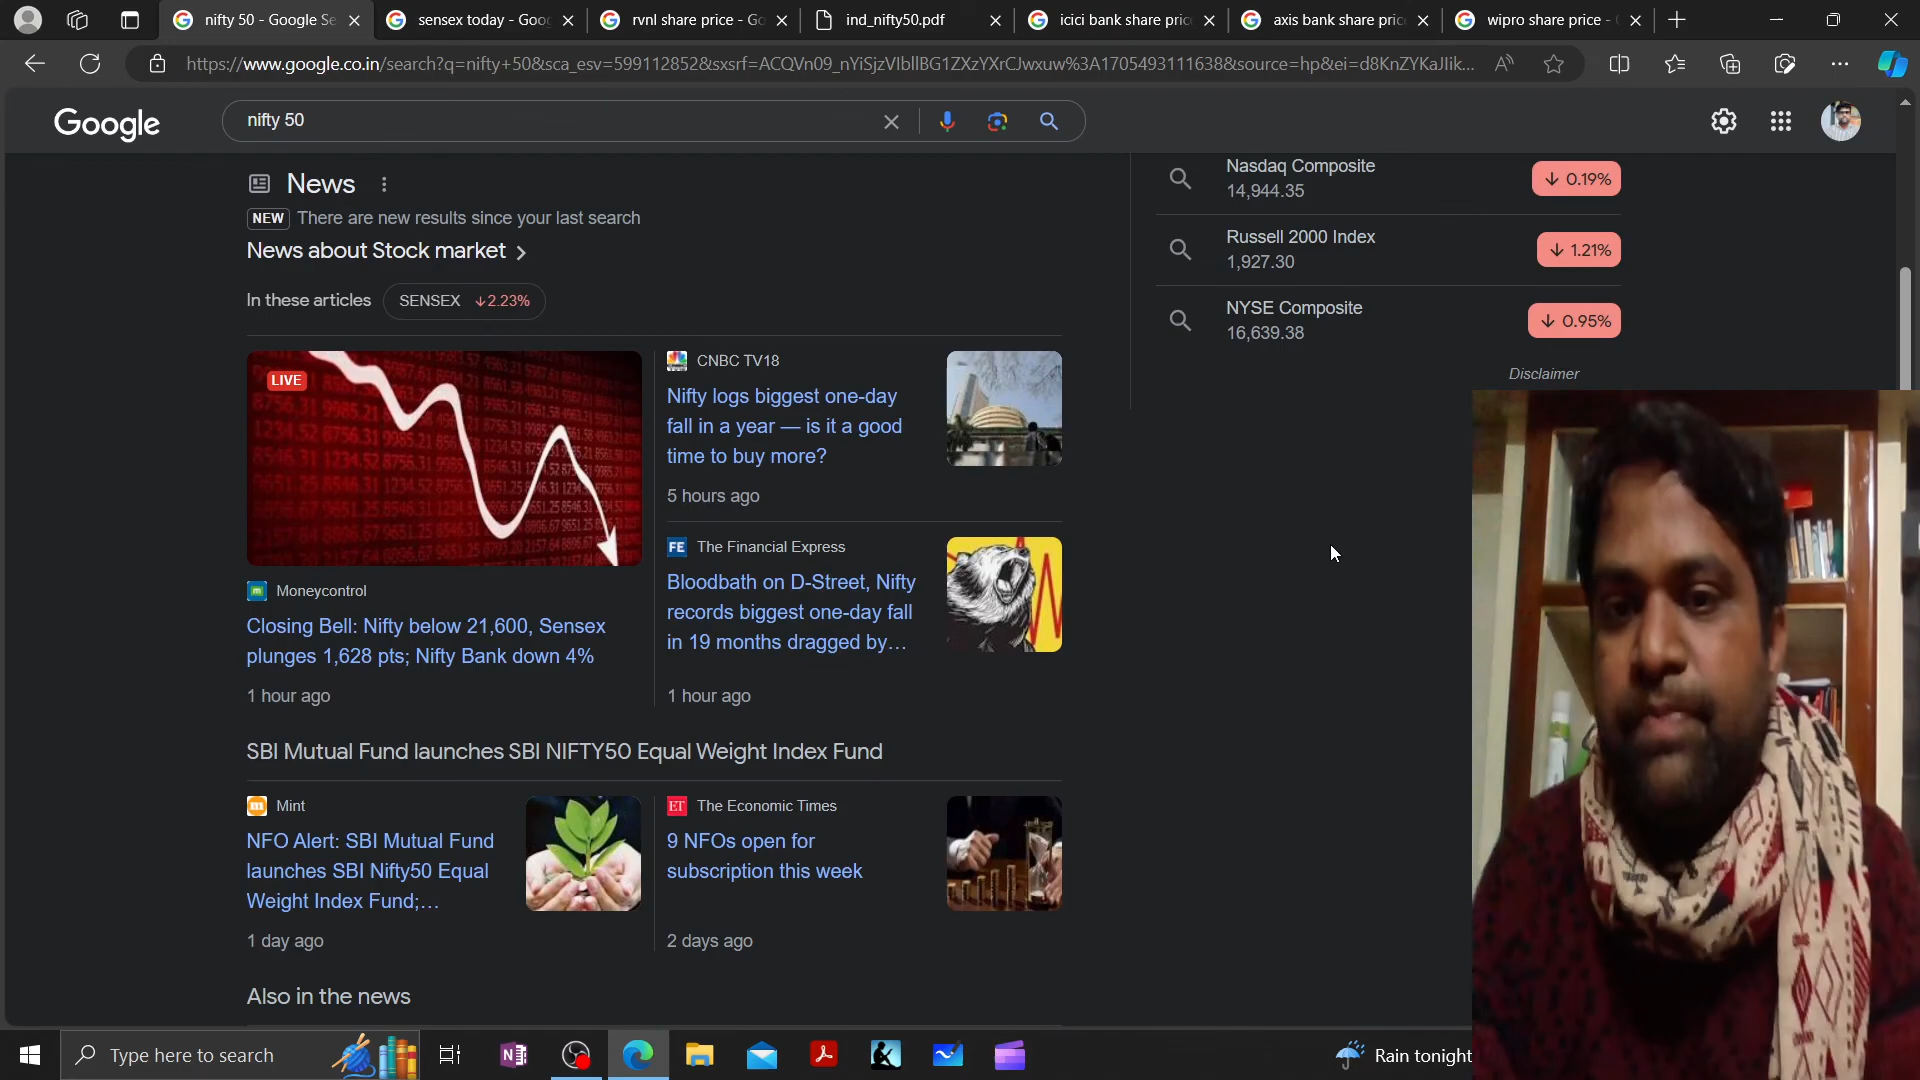 nifty 50 - Google Se
sensex today - Goo
rvnl share price - Go
ind_nifty50.pdf
icici bank share pric
axis bank share pric
wipro share price -
https://www.google.co.in/search?q=nifty+50&sca_esv=599112852&sxsrf=ACQVn09_nYiSjzVIbllBG1ZXzYXrCJwxuw%3A1705493111638&source=hp&ei=d8KnZYKaJIik...
Google
nifty 50
News
NEW There are new results since your last search
News about Stock market >
In these articles
SENSEX ↓2.23%
LIVE
Moneycontrol
Closing Bell: Nifty below 21,600, Sensex
plunges 1,628 pts; Nifty Bank down 4%
1 hour ago
CNBC TV18
Nifty logs biggest one-day
fall in a year — is it a good
time to buy more?
5 hours ago
FE The Financial Express
Bloodbath on D-Street, Nifty
records biggest one-day fall
in 19 months dragged by...
1 hour ago
SBI Mutual Fund launches SBI NIFTY50 Equal Weight Index Fund
m Mint
NFO Alert: SBI Mutual Fund
launches SBI Nifty50 Equal
Weight Index Fund;...
1 day ago
ET The Economic Times
9 NFOs open for
subscription this week
2 days ago
Also in the news
Nasdaq Composite
14,944.35
↓ 0.19%
Russell 2000 Index
1,927.30
↓ 1.21%
NYSE Composite
16,639.38
↓ 0.95%
Disclaimer
Type here to search
Rain tonight